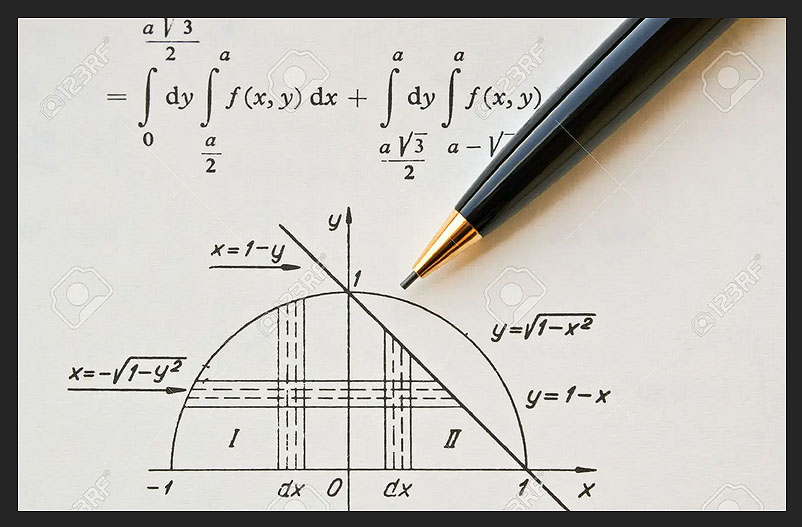 a√3/2 a a a
= ∫ dy ∫ f(x, y) dx + ∫ dy ∫ f(x, y)
0 a/2 a√3/2 a − √
y
x=1-y
1
y=√1-x²
x=-√1-y²
y=1-x
I II
-1 dx 0 dx 1 x
123RF